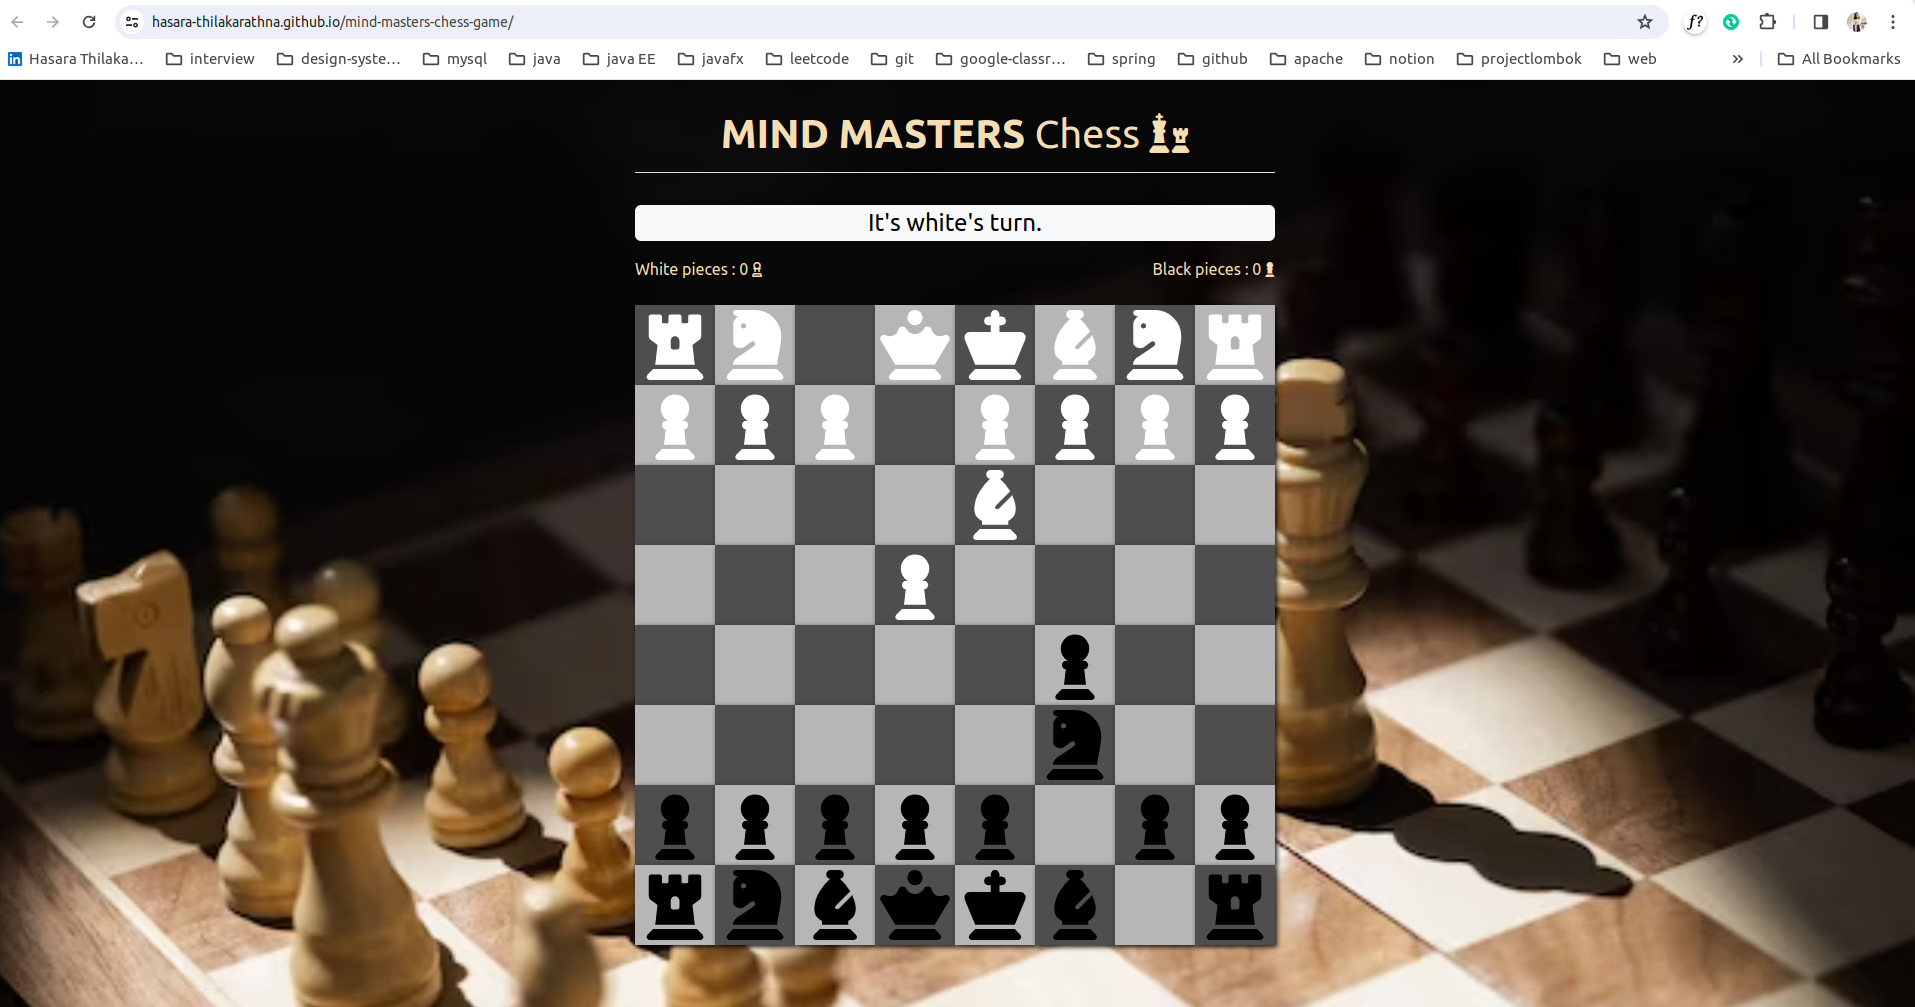 hasara-thilakarathna.github.io/mind-masters-chess-game/
f?
in Hasara Thilaka... interview design-syste... mysql java java EE javafx leetcode git google-classr... spring github apache notion projectlombok web » All Bookmarks
MIND MASTERS Chess
It's white's turn.
White pieces : 0 Black pieces : 0